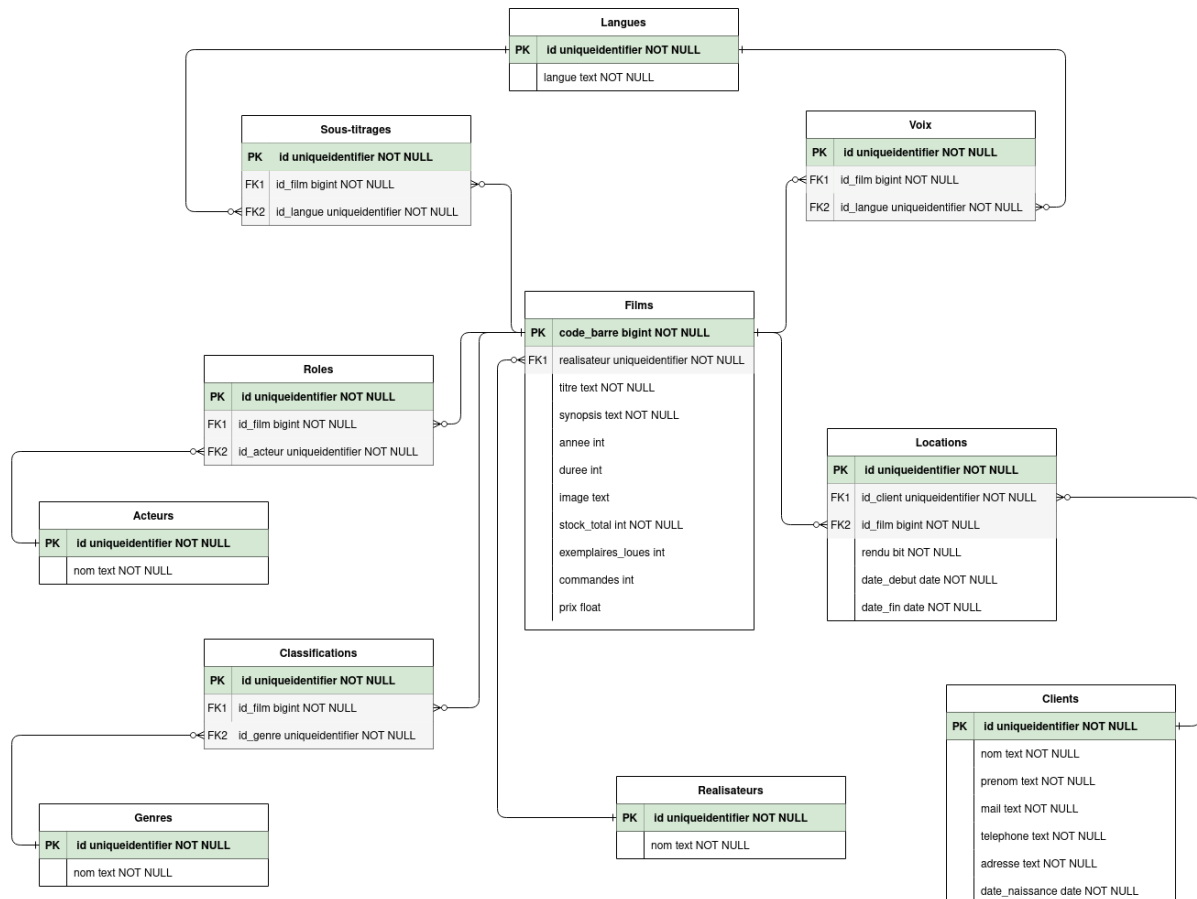 Langues
PK id uniqueidentifier NOT NULL
langue text NOT NULL
Sous-titrages
PK id uniqueidentifier NOT NULL
FK1 id_film bigint NOT NULL
FK2 id_langue uniqueidentifier NOT NULL
Voix
PK id uniqueidentifier NOT NULL
FK1 id_film bigint NOT NULL
FK2 id_langue uniqueidentifier NOT NULL
Films
PK code_barre bigint NOT NULL
FK1 realisateur uniqueidentifier NOT NULL
titre text NOT NULL
synopsis text NOT NULL
annee int
duree int
image text
stock_total int NOT NULL
exemplaires_loues int
commandes int
prix float
Roles
PK id uniqueidentifier NOT NULL
FK1 id_film bigint NOT NULL
FK2 id_acteur uniqueidentifier NOT NULL
Locations
PK id uniqueidentifier NOT NULL
FK1 id_client uniqueidentifier NOT NULL
FK2 id_film bigint NOT NULL
rendu bit NOT NULL
date_debut date NOT NULL
date_fin date NOT NULL
Acteurs
PK id uniqueidentifier NOT NULL
nom text NOT NULL
Classifications
PK id uniqueidentifier NOT NULL
FK1 id_film bigint NOT NULL
FK2 id_genre uniqueidentifier NOT NULL
Clients
PK id uniqueidentifier NOT NULL
nom text NOT NULL
prenom text NOT NULL
mail text NOT NULL
telephone text NOT NULL
adresse text NOT NULL
date_naissance date NOT NULL
Realisateurs
PK id uniqueidentifier NOT NULL
nom text NOT NULL
Genres
PK id uniqueidentifier NOT NULL
nom text NOT NULL